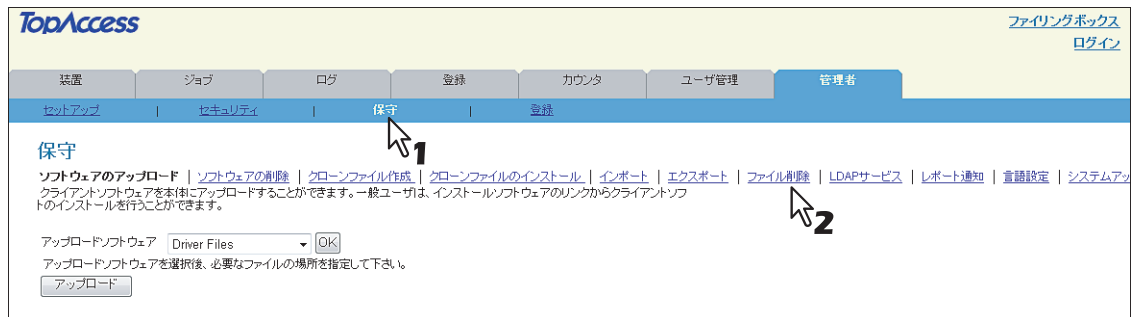 TopAccess
ファイリングボックス
ログイン
装置 ジョブ ログ 登録 カウンタ ユーザ管理 管理者
セットアップ | セキュリティ | 保守 | 登録
1
保守
ソフトウェアのアップロード | ソフトウェアの削除 | クローンファイル作成 | クローンファイルのインストール | インポート | エクスポート | ファイル削除 | LDAPサービス | レポート通知 | 言語設定 | システムアッ
クライアントソフトウェアを本体にアップロードすることができます。一般ユーザは、インストールソフトウェアのリンクからクライアントソフ
トのインストールを行うことができます。
2
アップロードソフトウェア Driver Files OK
アップロードソフトウェアを選択後、必要なファイルの場所を指定して下さい。
アップロード